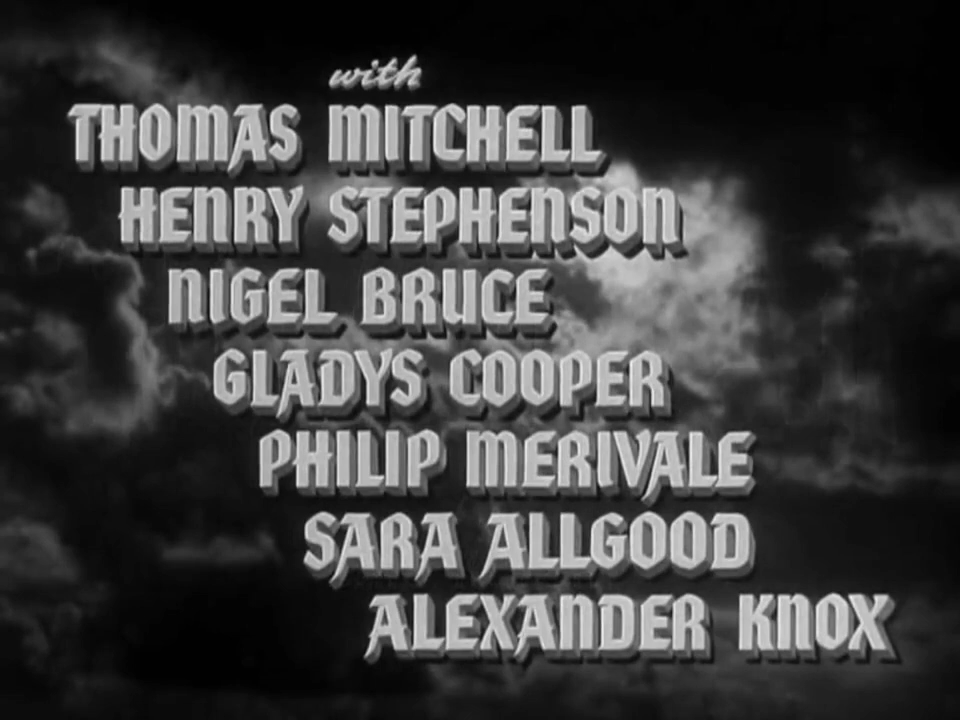 with
THOMAS MITCHELL
HENRY STEPHENSON
NIGEL BRUCE
GLADYS COOPER
PHILIP MERIVALE
SARA ALLGOOD
ALEXANDER KNOX